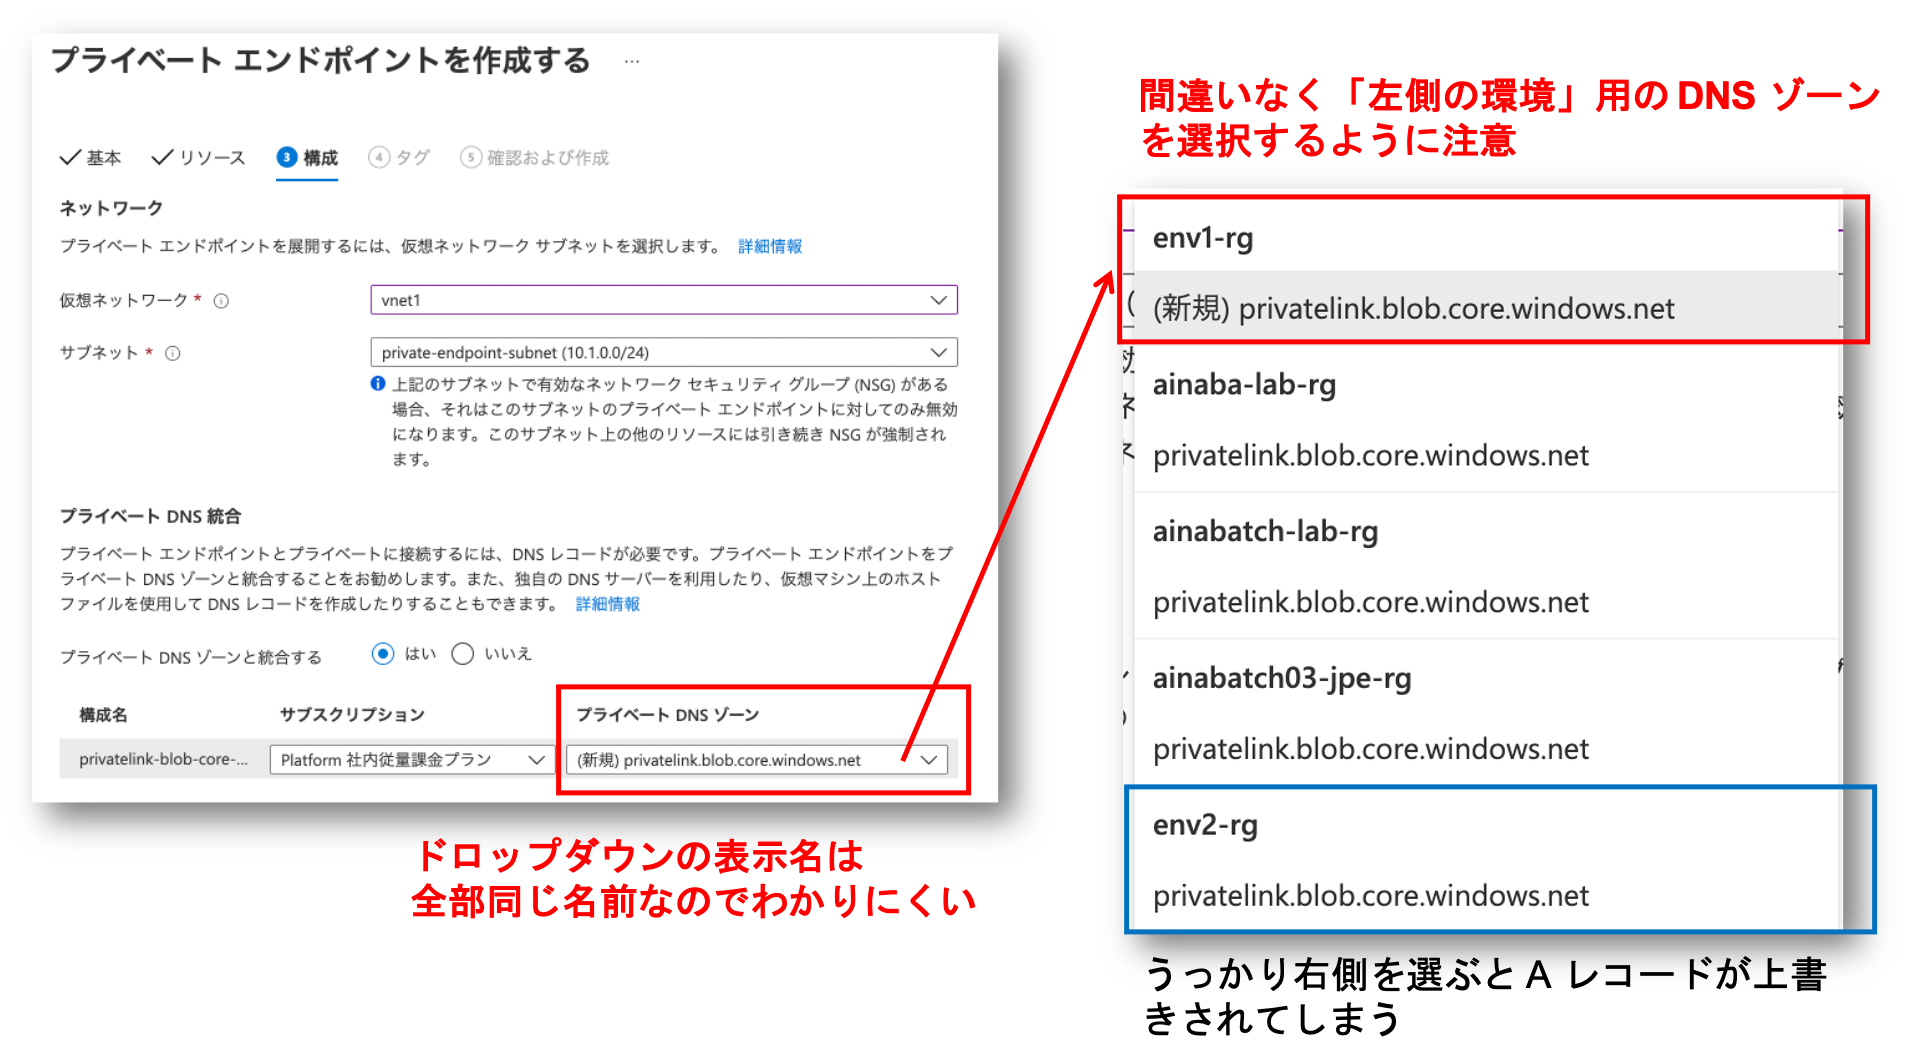 プライベート エンドポイントを作成する ...
基本 リソース 3 構成 4 タグ 5 確認および作成
ネットワーク
プライベート エンドポイントを展開するには、仮想ネットワーク サブネットを選択します。 詳細情報
仮想ネットワーク * vnet1
サブネット * private-endpoint-subnet (10.1.0.0/24)
上記のサブネットで有効なネットワーク セキュリティ グループ (NSG) がある
場合、それはこのサブネットのプライベート エンドポイントに対してのみ無効
になります。このサブネット上の他のリソースには引き続き NSG が強制され
ます。
プライベート DNS 統合
プライベート エンドポイントとプライベートに接続するには、DNS レコードが必要です。プライベート エンドポイントをプ
ライベート DNS ゾーンと統合することをお勧めします。また、独自の DNS サーバーを利用したり、仮想マシン上のホスト
ファイルを使用して DNS レコードを作成したりすることもできます。 詳細情報
プライベート DNS ゾーンと統合する はい いいえ
構成名 サブスクリプション プライベート DNS ゾーン
privatelink-blob-core-... Platform 社内従量課金プラン (新規) privatelink.blob.core.windows.net
ドロップダウンの表示名は
全部同じ名前なのでわかりにくい
間違いなく「左側の環境」用の DNS ゾーン
を選択するように注意
env1-rg
(新規) privatelink.blob.core.windows.net
ainaba-lab-rg
privatelink.blob.core.windows.net
ainabatch-lab-rg
privatelink.blob.core.windows.net
ainabatch03-jpe-rg
privatelink.blob.core.windows.net
env2-rg
privatelink.blob.core.windows.net
うっかり右側を選ぶと A レコードが上書
きされてしまう